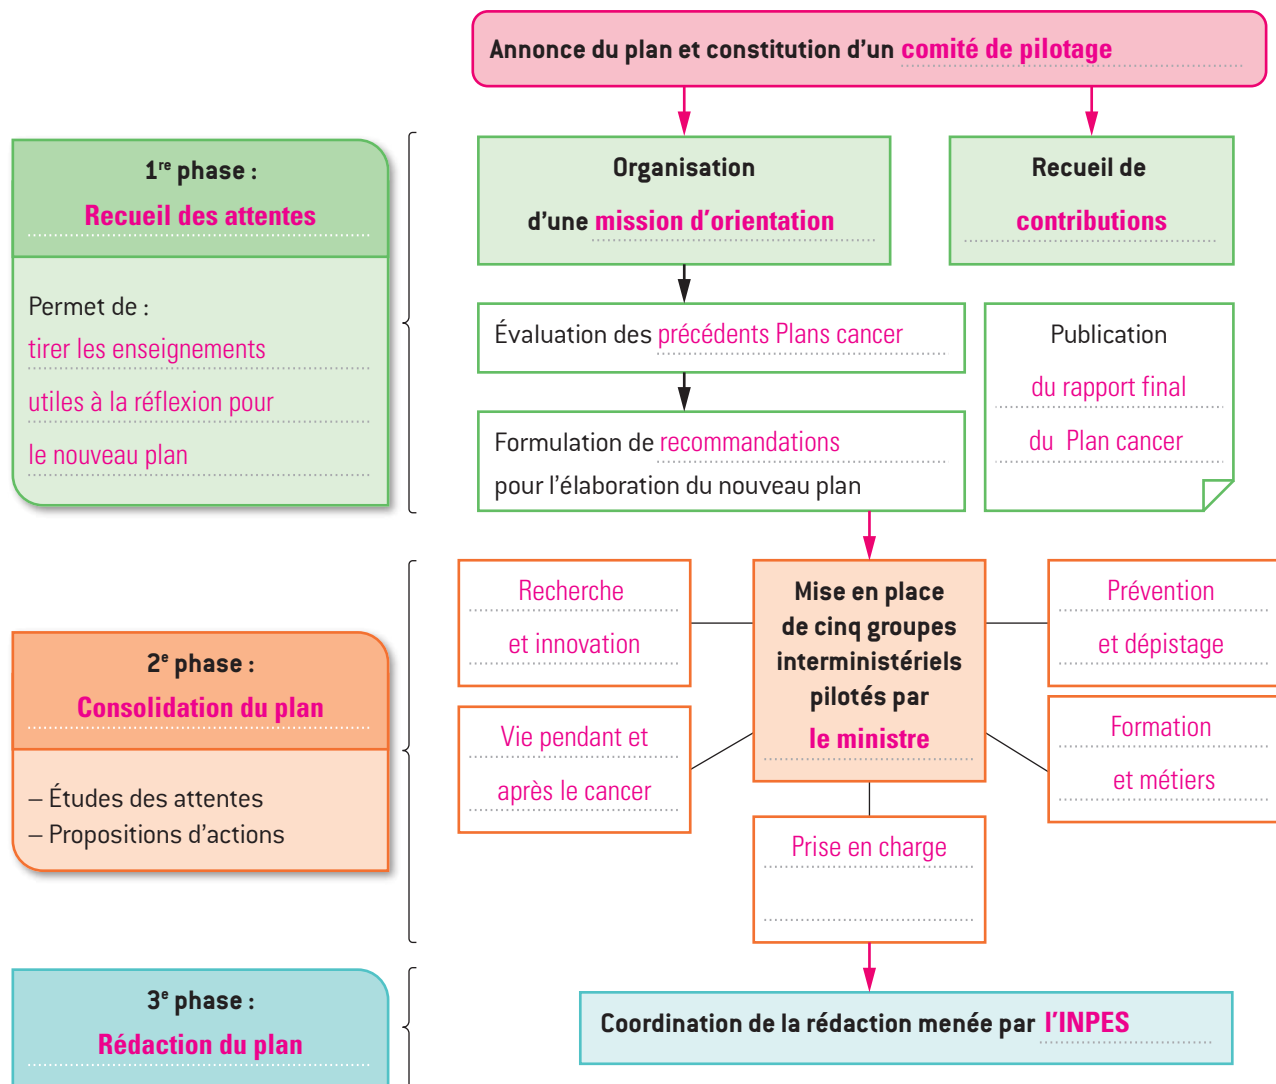 Annonce du plan et constitution d’un comité de pilotage
1re phase :
Recueil des attentes
Permet de :
tirer les enseignements
utiles à la réflexion pour
le nouveau plan
Organisation
d’une mission d’orientation
Recueil de
contributions
Évaluation des précédents Plans cancer
Formulation de recommandations
pour l’élaboration du nouveau plan
Publication
du rapport final
du Plan cancer
2e phase :
Consolidation du plan
– Études des attentes
– Propositions d’actions
Recherche
et innovation
Vie pendant et
après le cancer
Mise en place
de cinq groupes
interministériels
pilotés par
le ministre
Prévention
et dépistage
Formation
et métiers
Prise en charge
3e phase :
Rédaction du plan
Coordination de la rédaction menée par l’INPES